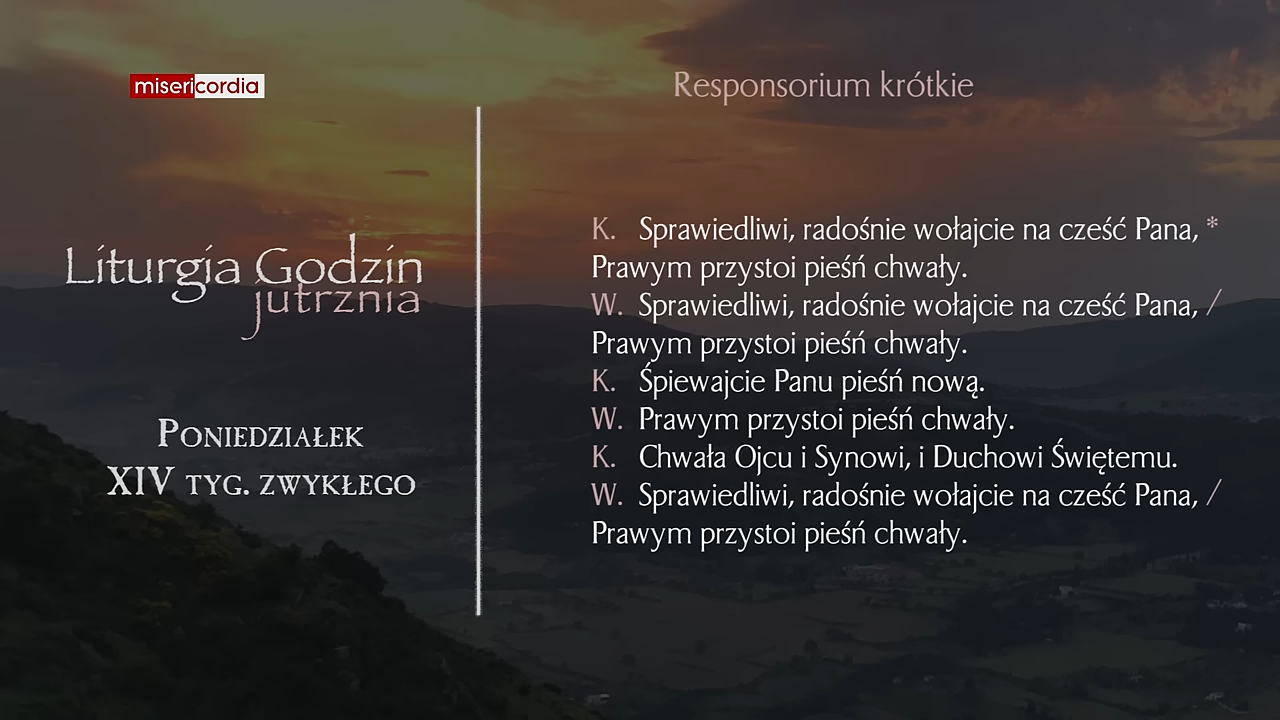 misericordia
Liturgia Godzin
jutrznia
Poniedziałek
XIV tyg. zwykłego
Responsorium krótkie
K. Sprawiedliwi, radośnie wołajcie na cześć Pana, *
Prawym przystoi pieśń chwały.
W. Sprawiedliwi, radośnie wołajcie na cześć Pana, /
Prawym przystoi pieśń chwały.
K. Śpiewajcie Panu pieśń nową.
W. Prawym przystoi pieśń chwały.
K. Chwała Ojcu i Synowi, i Duchowi Świętemu.
W. Sprawiedliwi, radośnie wołajcie na cześć Pana, /
Prawym przystoi pieśń chwały.